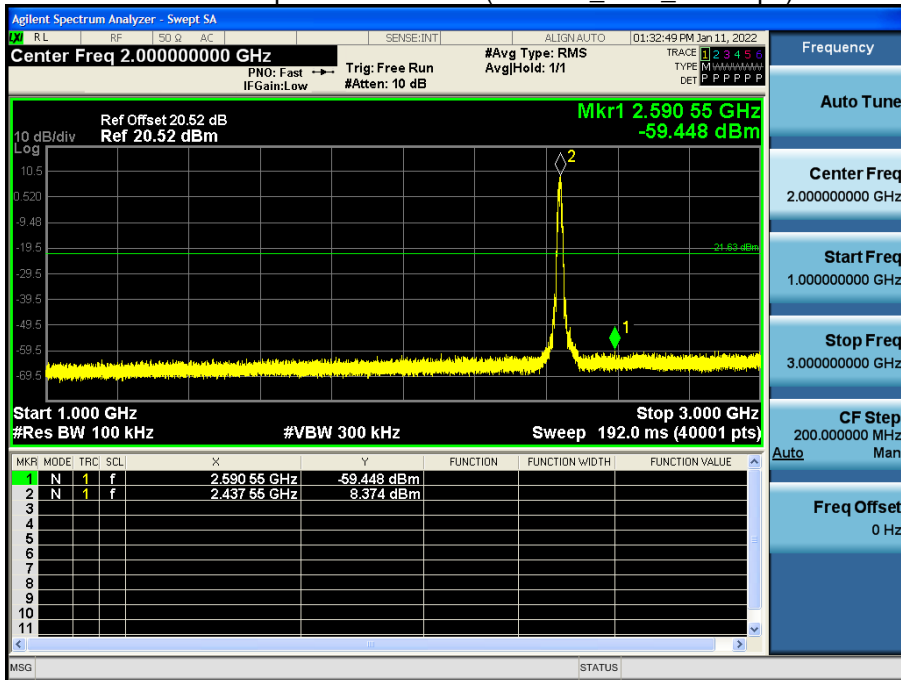 Agilent Spectrum Analyzer - Swept SA
LXI RL RF 50 Ω AC SENSE:INT ALIGN AUTO 01:32:49 PM Jan 11, 2022
Center Freq 2.000000000 GHz
PNO: Fast
IFGain:Low
Trig: Free Run
#Atten: 10 dB
#Avg Type: RMS
Avg|Hold: 1/1
TRACE 1 2 3 4 5 6
TYPE M WWWWW
DET P P P P P P
Ref Offset 20.52 dB
10 dB/div Ref 20.52 dBm
Log
Mkr1 2.590 55 GHz
-59.448 dBm
10.5
0.520
-9.48
-19.5
-29.5
-39.5
-49.5
-59.5
-69.5
2
-21.63 dBm
1
Start 1.000 GHz Stop 3.000 GHz
#Res BW 100 kHz #VBW 300 kHz Sweep 192.0 ms (40001 pts)
MKR MODE TRC SCL X Y FUNCTION FUNCTION WIDTH FUNCTION VALUE
1 N 1 f 2.590 55 GHz -59.448 dBm
2 N 1 f 2.437 55 GHz 8.374 dBm
3
4
5
6
7
8
9
10
11
MSG STATUS
Frequency
Auto Tune
Center Freq
2.000000000 GHz
Start Freq
1.000000000 GHz
Stop Freq
3.000000000 GHz
CF Step
200.000000 MHz
Auto Man
Freq Offset
0 Hz